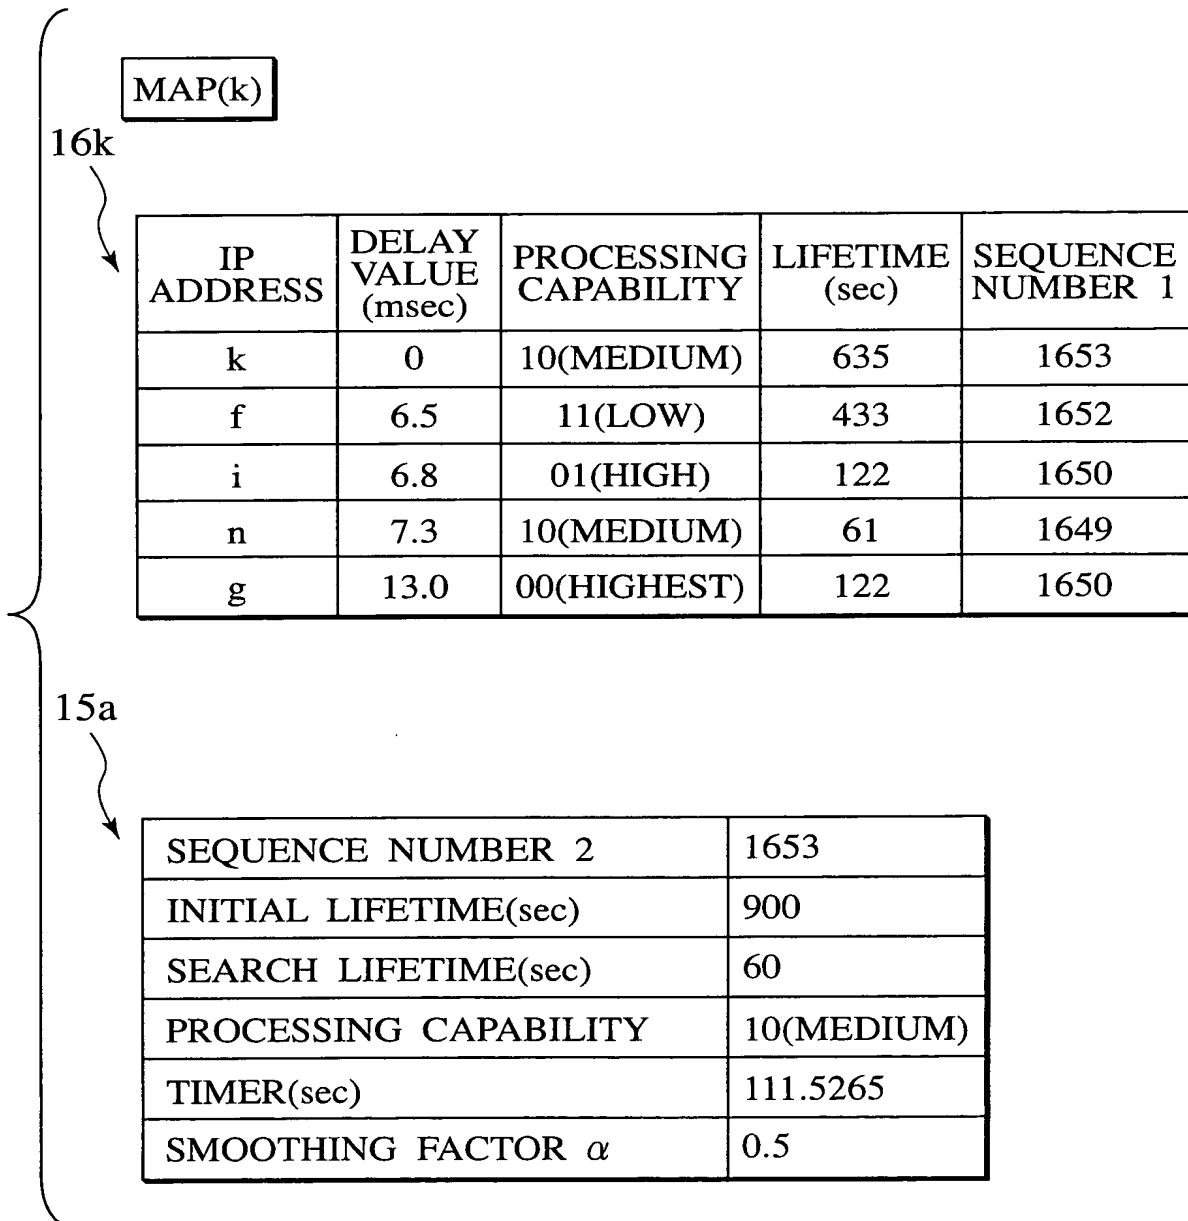 MAP(k)
16k
IP ADDRESS DELAY VALUE (msec) PROCESSING CAPABILITY LIFETIME (sec) SEQUENCE NUMBER 1
k 0 10(MEDIUM) 635 1653
f 6.5 11(LOW) 433 1652
i 6.8 01(HIGH) 122 1650
n 7.3 10(MEDIUM) 61 1649
g 13.0 00(HIGHEST) 122 1650
15a
SEQUENCE NUMBER 2 1653
INITIAL LIFETIME(sec) 900
SEARCH LIFETIME(sec) 60
PROCESSING CAPABILITY 10(MEDIUM)
TIMER(sec) 111.5265
SMOOTHING FACTOR α 0.5